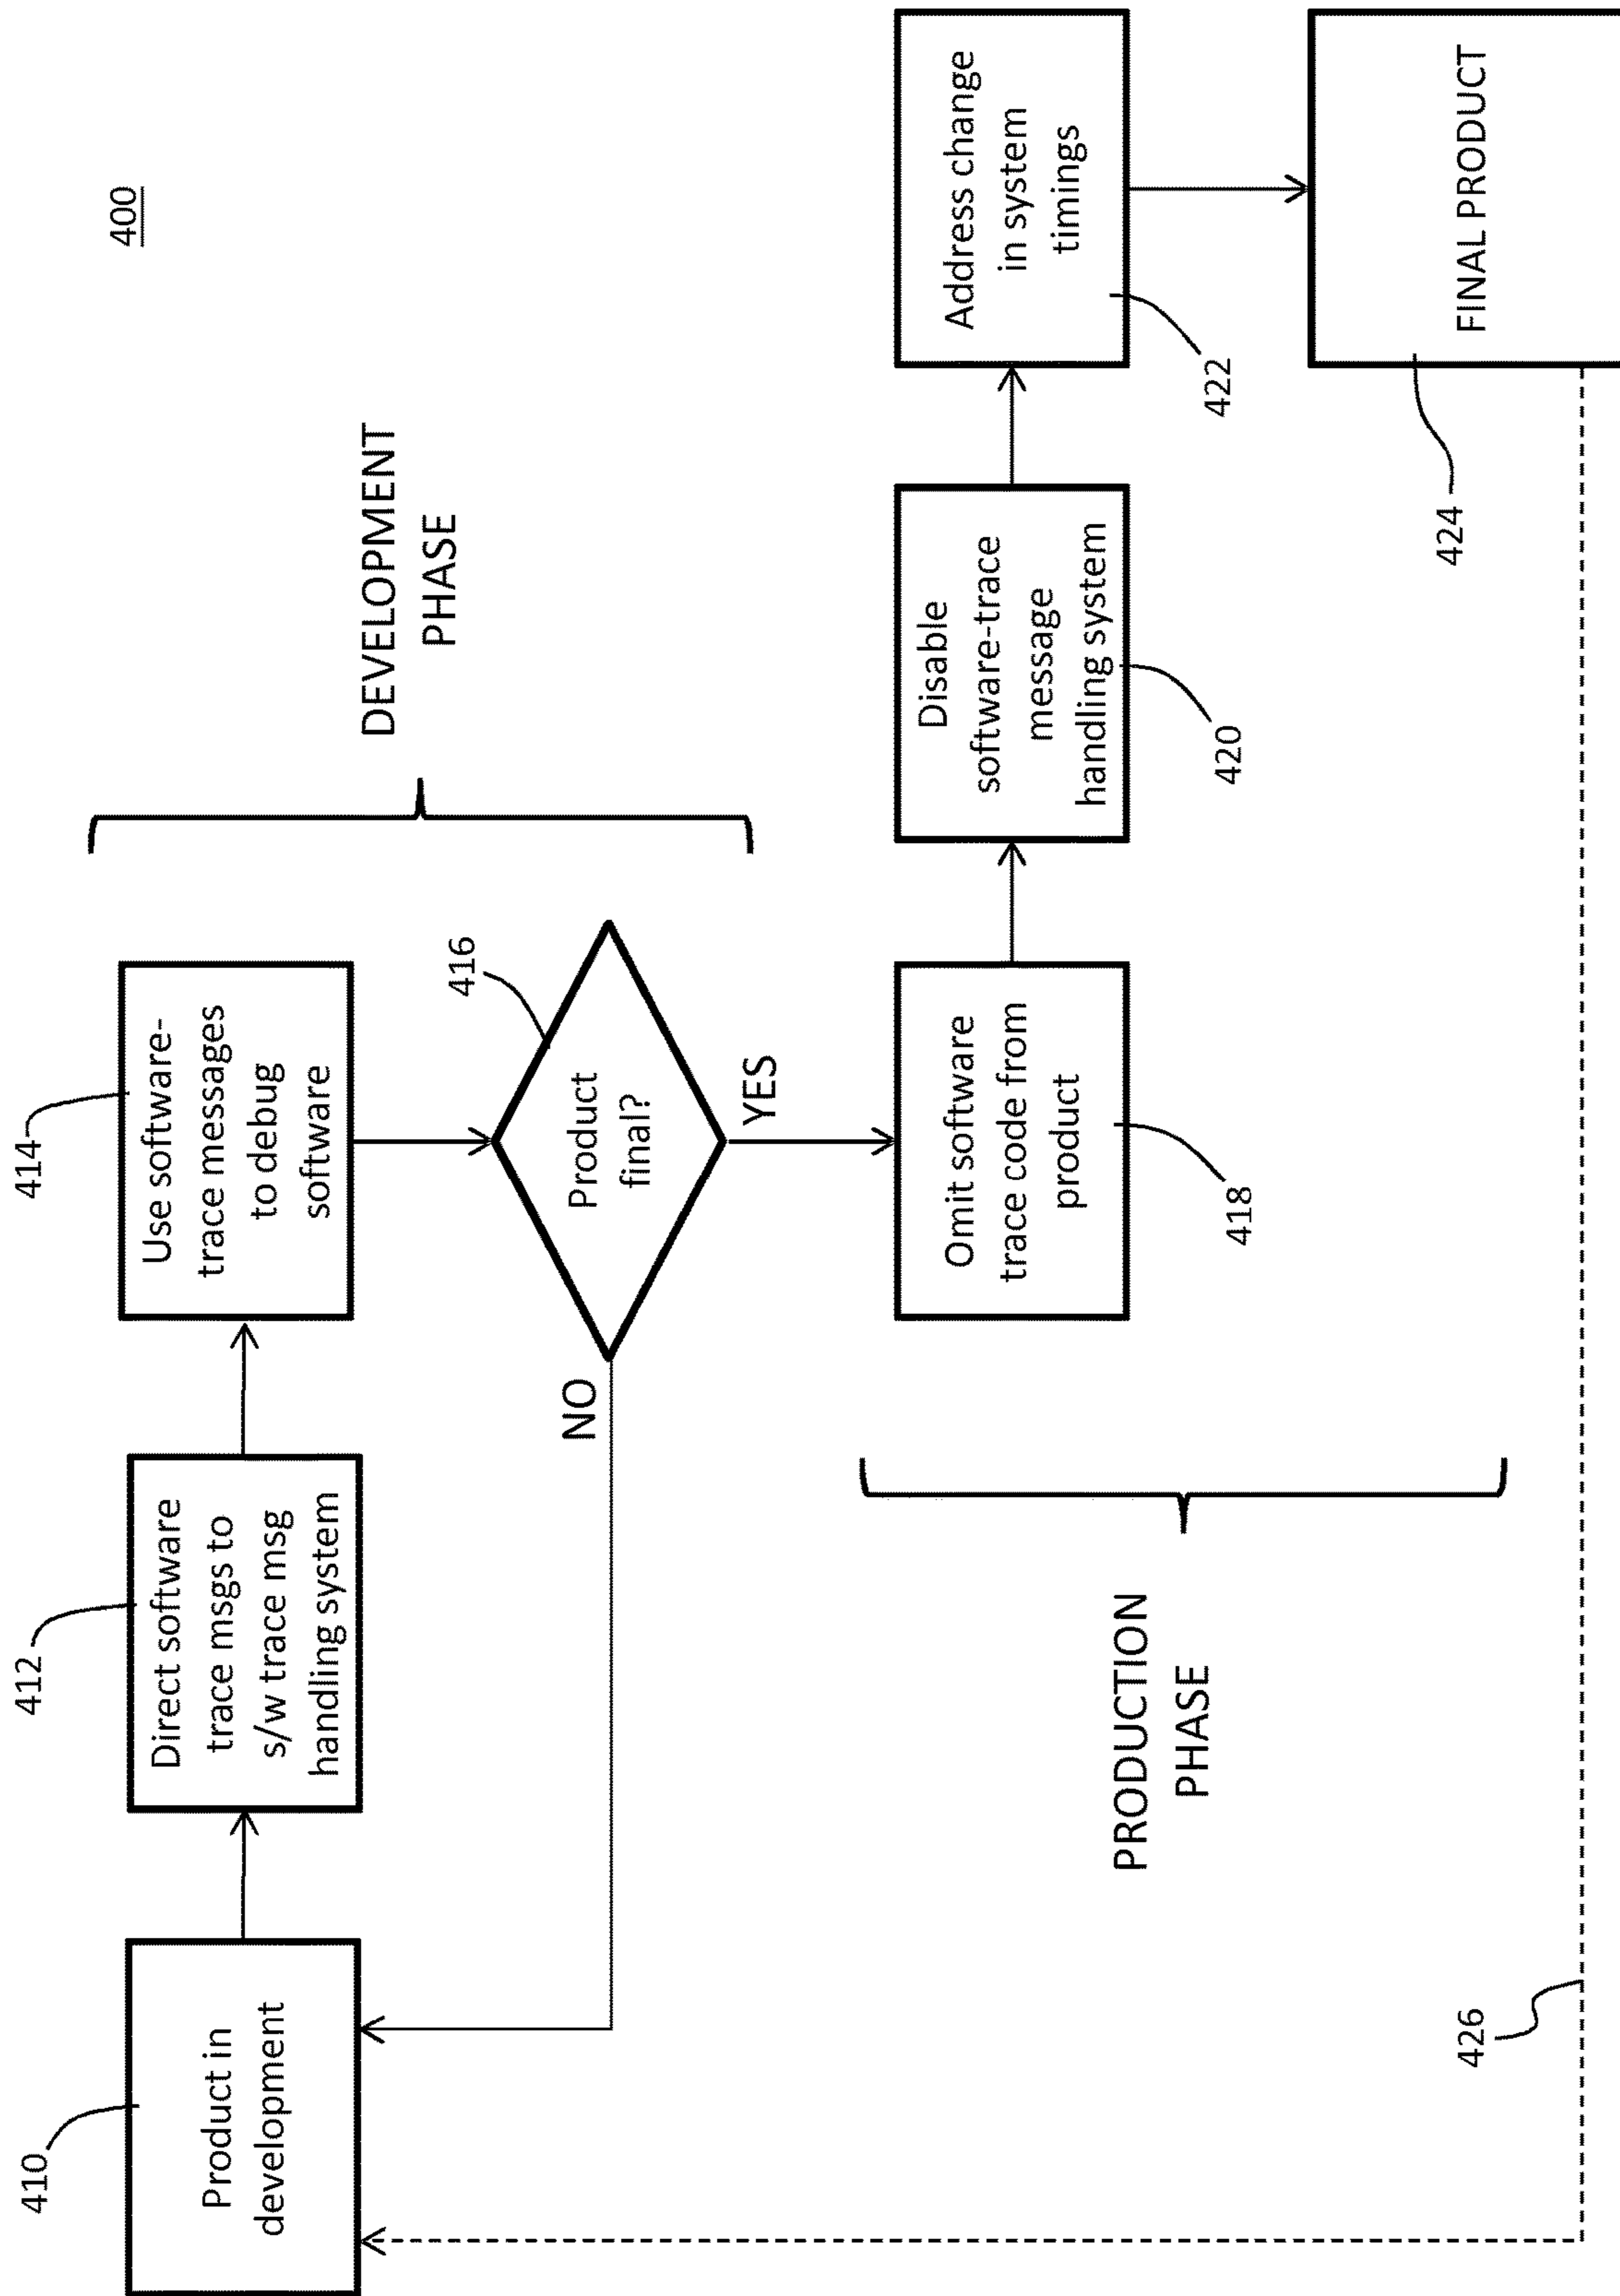 400
410
Product in
development
412
Direct software
trace msgs to
s/w trace msg
handling system
414
Use software-
trace messages
to debug
software
416
Product
final?
NO
YES
DEVELOPMENT
PHASE
PRODUCTION
PHASE
Omit software
trace code from
product
418
Disable
software-trace
message
handling system
420
Address change
in system
timings
422
FINAL PRODUCT
424
426